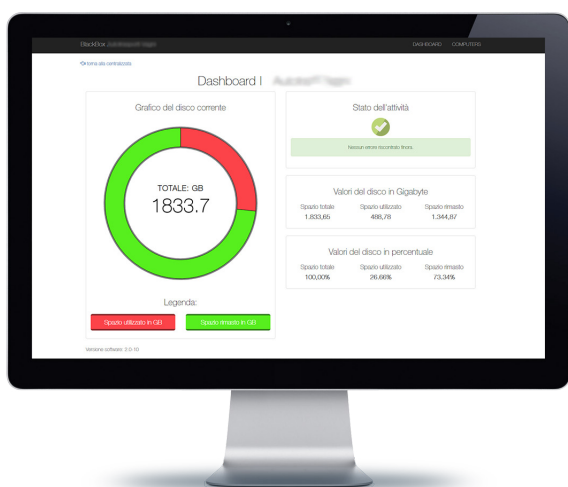 BlackBox
DASHBOARD COMPUTERS
torna alla centralizzata
Dashboard |
Grafico del disco corrente
TOTALE: GB
1833.7
Legenda:
Spazio utilizzato in GB
Spazio rimasto in GB
Versione software: 2.0.10
Stato dell'attività
Nessun errore riscontrato finora.
Valori del disco in Gigabyte
Spazio totale Spazio utilizzato Spazio rimasto
1.833,65 488,78 1.344,87
Valori del disco in percentuale
Spazio totale Spazio utilizzato Spazio rimasto
100,00% 26.66% 73.34%